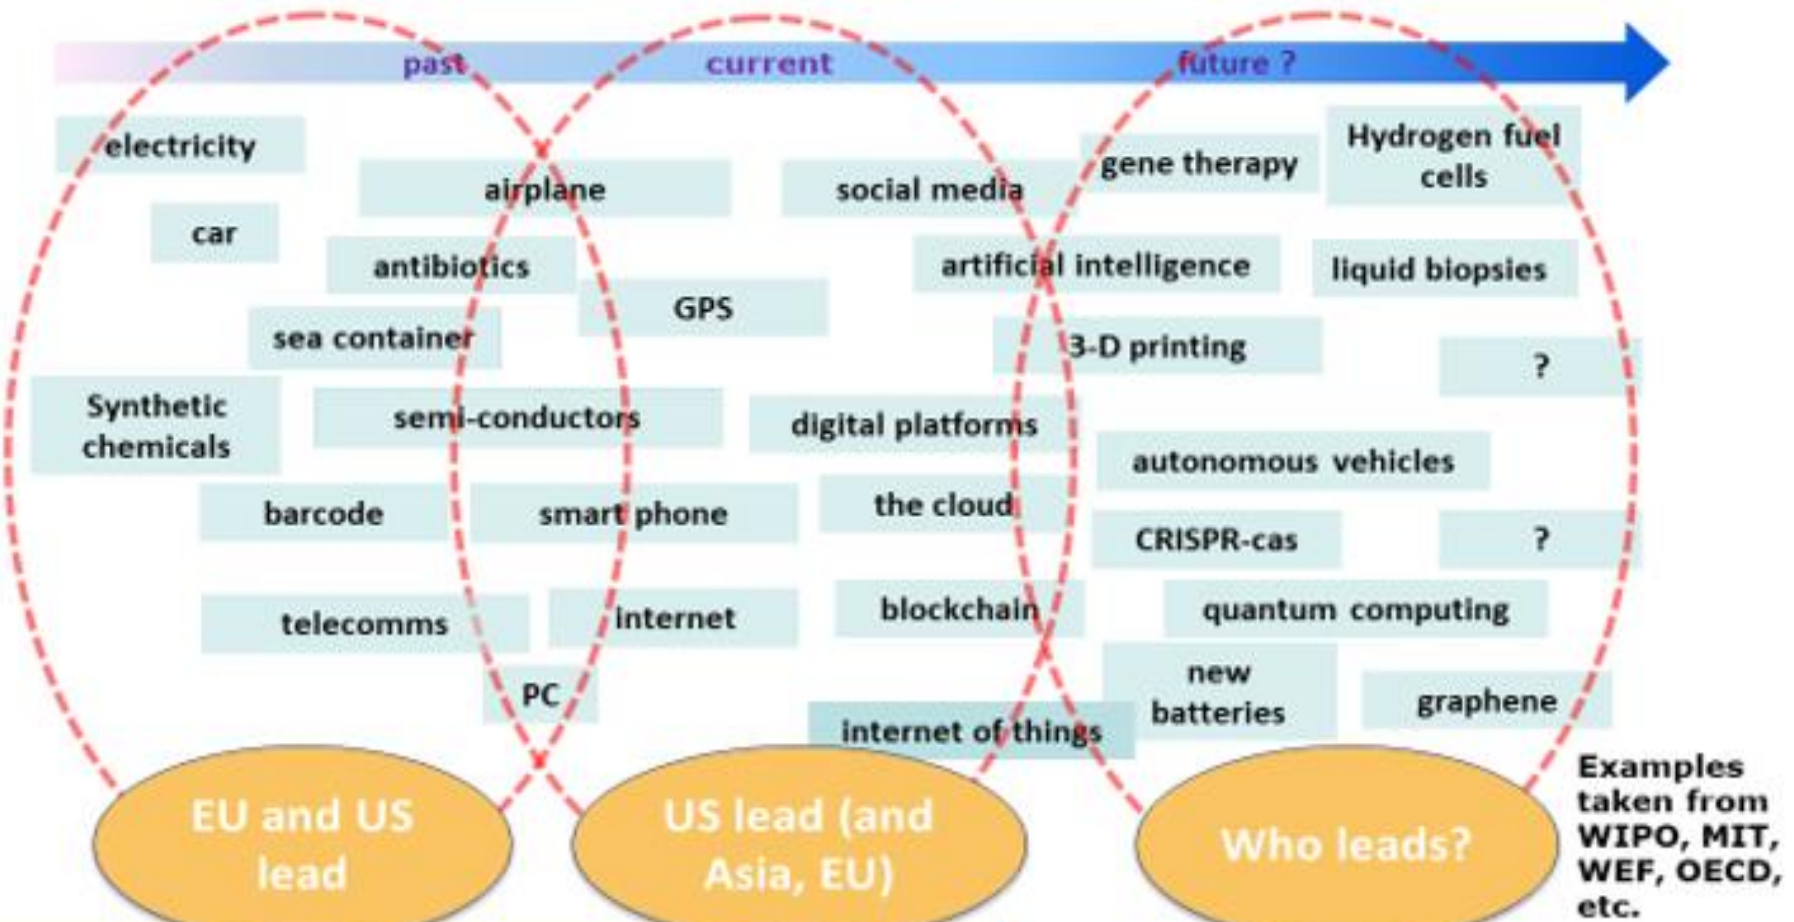 past
current
future ?
electricity
airplane
social media
gene therapy
Hydrogen fuel
cells
car
antibiotics
GPS
artificial intelligence
liquid biopsies
sea container
3-D printing
?
Synthetic
chemicals
semi-conductors
digital platforms
autonomous vehicles
barcode
smart phone
the cloud
CRISPR-cas
?
telecomms
internet
blockchain
quantum computing
PC
internet of things
new
batteries
graphene
EU and US
lead
US lead (and
Asia, EU)
Who leads?
Examples
taken from
WIPO, MIT,
WEF, OECD,
etc.